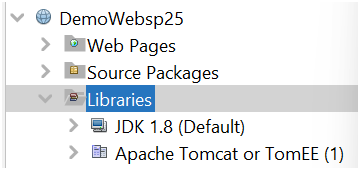 DemoWebsp25
Web Pages
Source Packages
Libraries
JDK 1.8 (Default)
Apache Tomcat or TomEE (1)